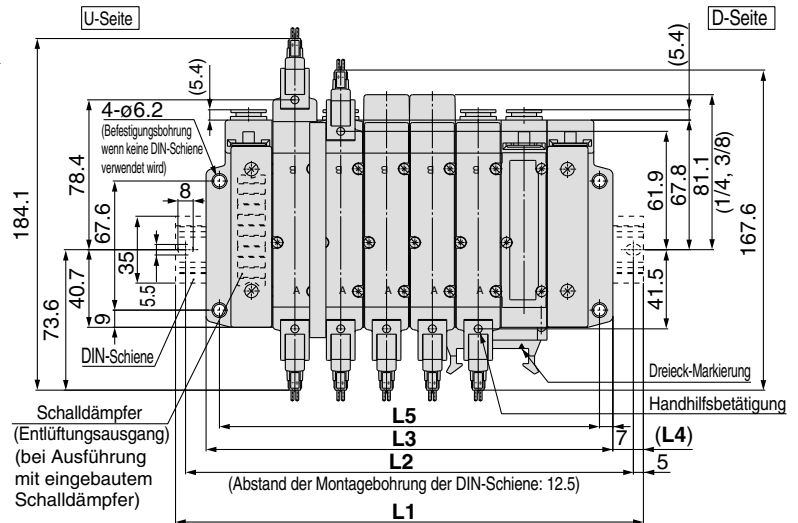 U-Seite
D-Seite
(5.4)
(5.4)
4-ø6.2
(Befestigungsbohrung
wenn keine DIN-Schiene
verwendet wird)
184.1
78.4
67.6
8
35
5.5
40.7
9
73.6
61.9
67.8
81.1
(1/4, 3/8)
167.6
41.5
B
B
B
B
B
A
A
A
A
A
DIN-Schiene
Dreieck-Markierung
Handhilfsbetätigung
Schalldämpfer
(Entlüftungsausgang)
(bei Ausführung
mit eingebautem
Schalldämpfer)
L5
L3
7
(L4)
L2
5
(Abstand der Montagebohrung der DIN-Schiene: 12.5)
L1